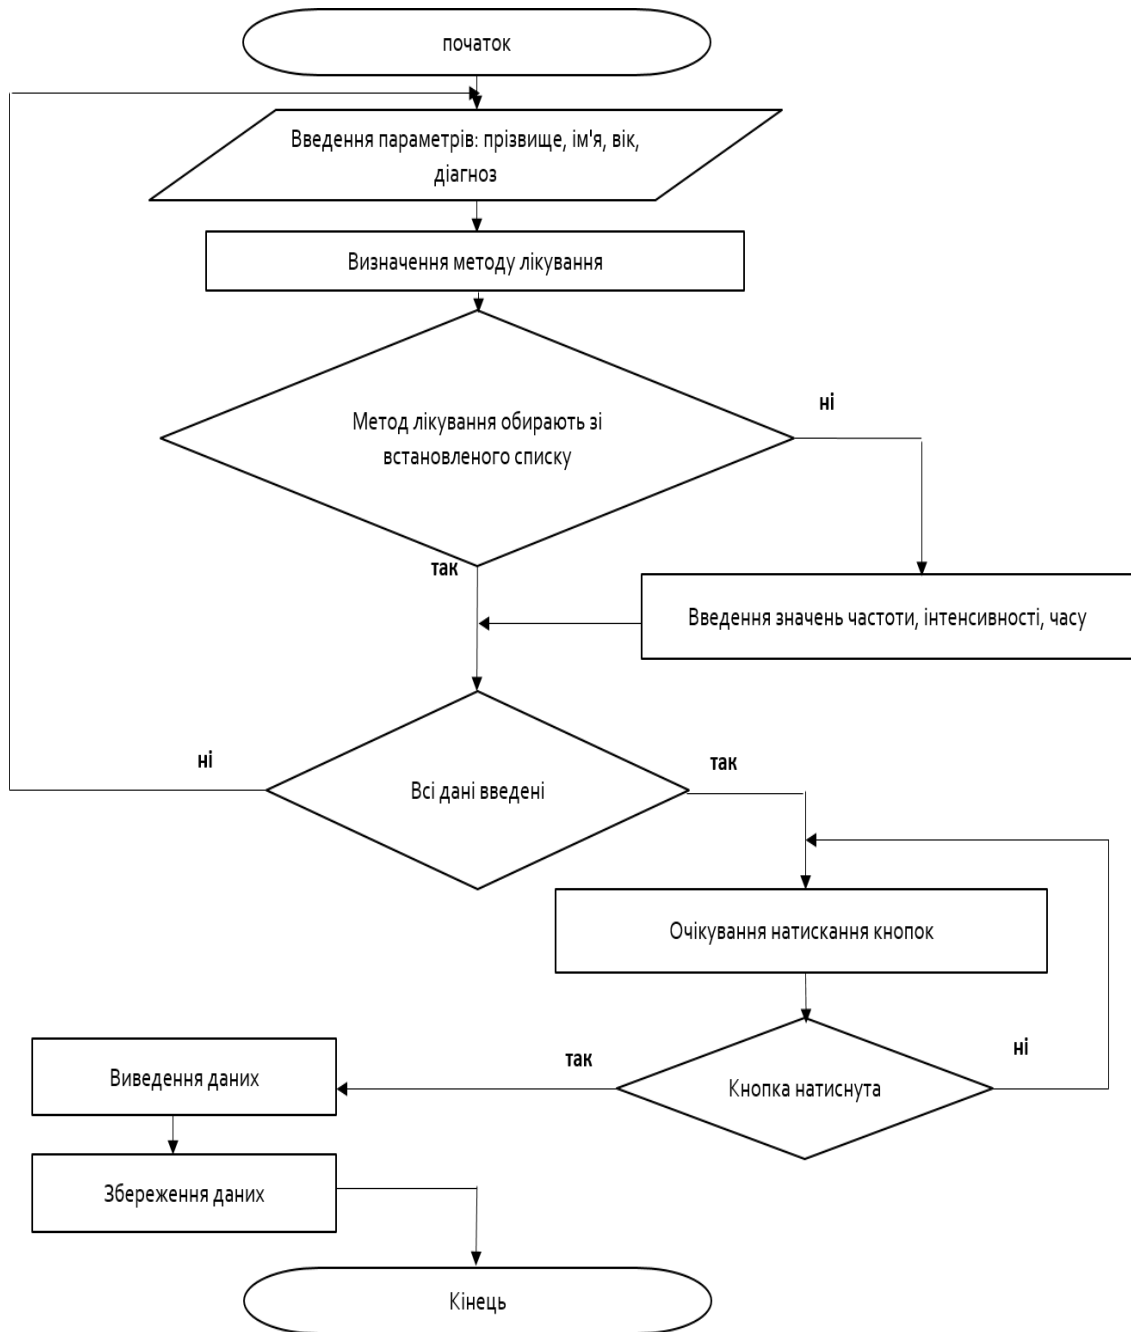 початок
Введення параметрів: прізвище, ім'я, вік,
діагноз
Визначення методу лікування
Метод лікування обирають зі
встановленого списку
ні
так
Введення значень частоти, інтенсивності, часу
ні
Всі дані введені
так
Очікування натискання кнопок
Кнопка натиснута
ні
так
Виведення даних
Збереження даних
Кінець